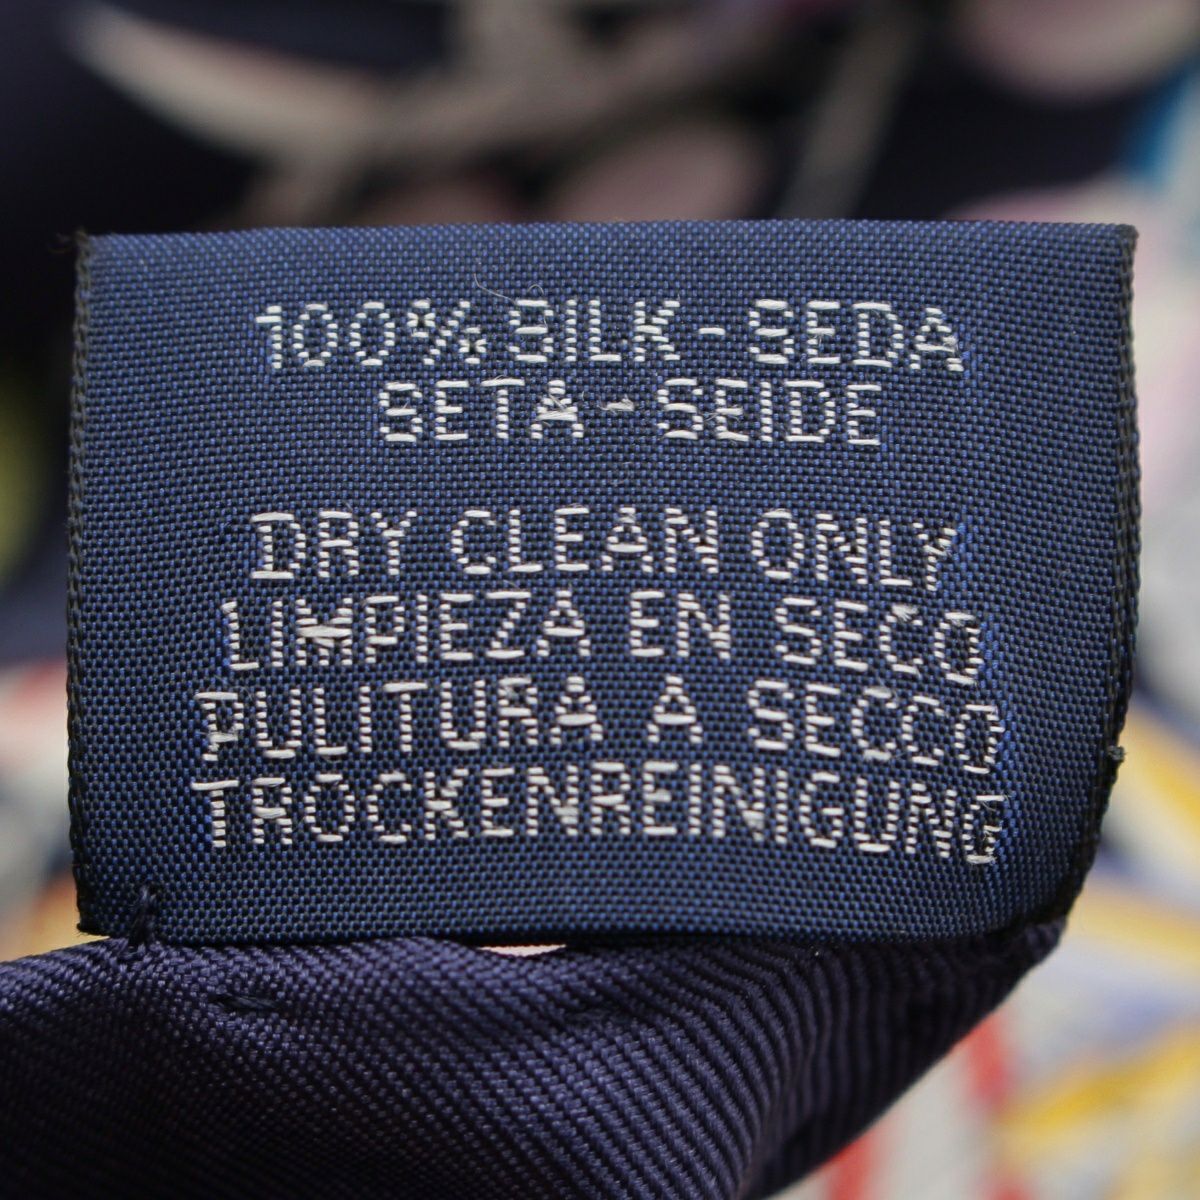 100% SILK - SEDA
SETA - SEIDE
DRY CLEAN ONLY
LIMPIEZA EN SECO
PULITURA A SECCO
TROCKENREINIGUNG